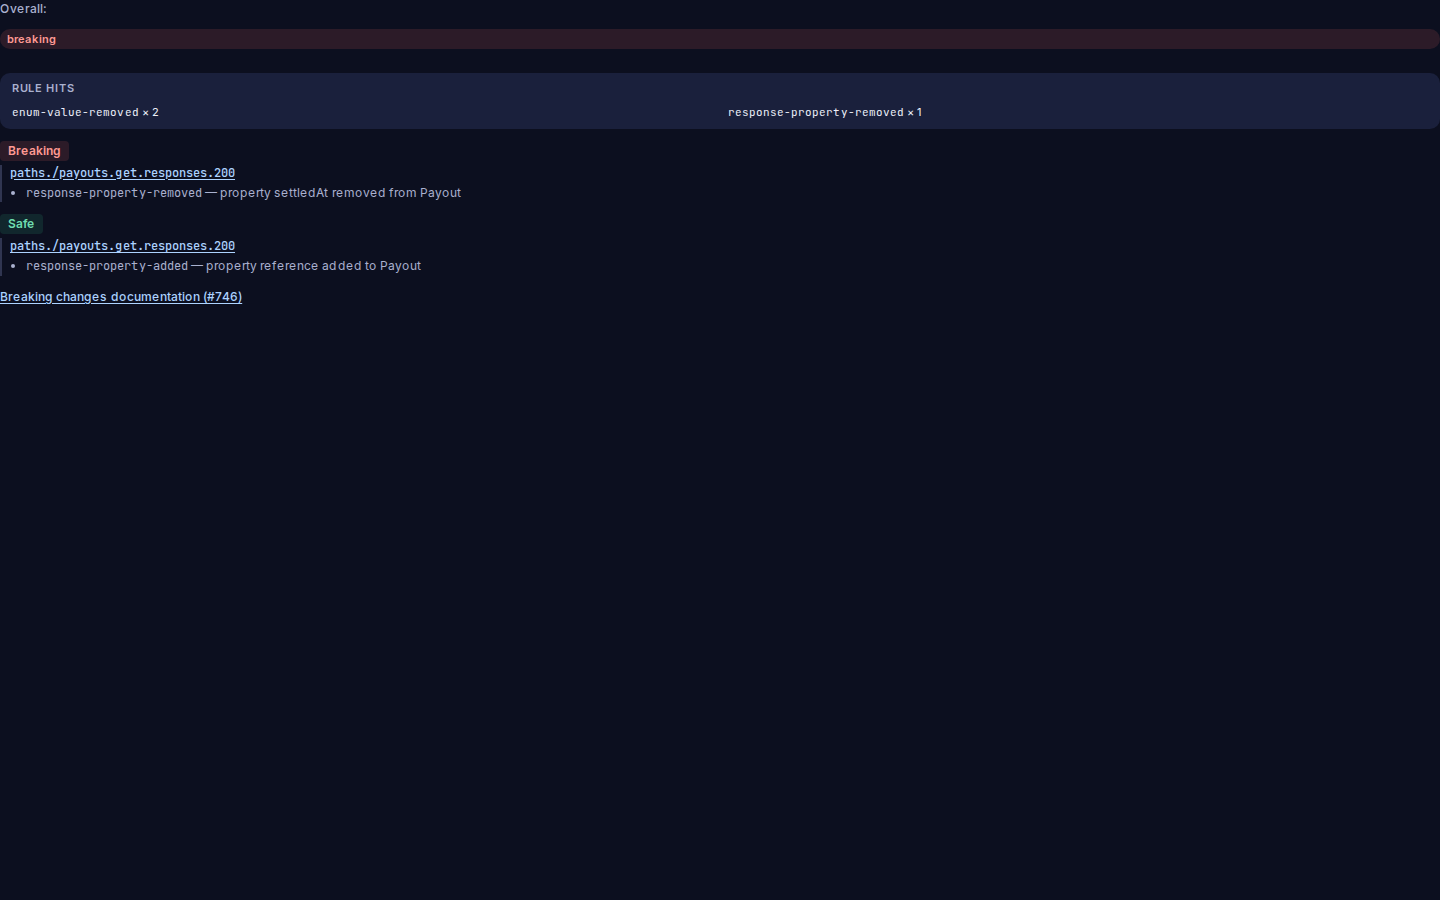 Overall:
breaking
RULE HITS
enum-value-removed × 2
response-property-removed × 1
Breaking
paths./payouts.get.responses.200
• response-property-removed — property settledAt removed from Payout
Safe
paths./payouts.get.responses.200
• response-property-added — property reference added to Payout
Breaking changes documentation (#746)